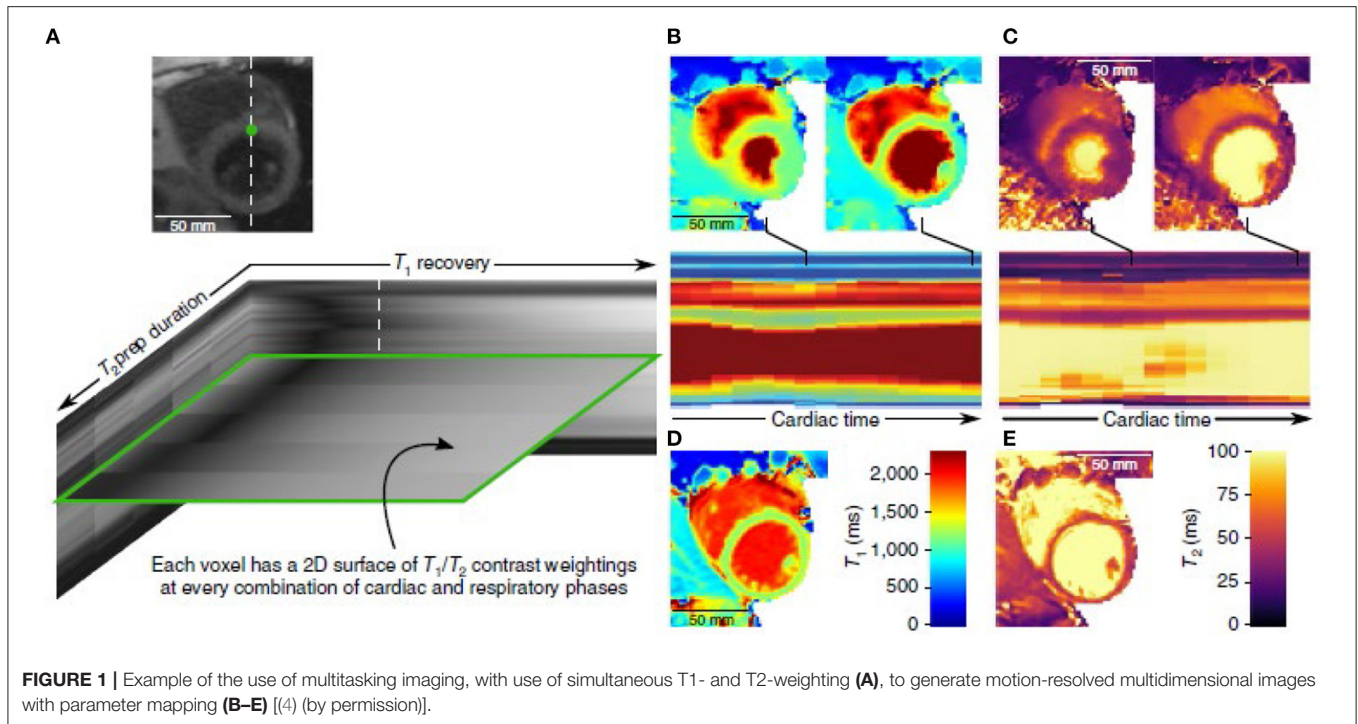 A
50 mm
T1 recovery
T2 prep duration
Each voxel has a 2D surface of T1/T2 contrast weightings
at every combination of cardiac and respiratory phases
B
50 mm
Cardiac time
C
50 mm
Cardiac time
D
50 mm
2,000
1,500
1,000
500
0
T1 (ms)
E
50 mm
100
75
50
25
0
T2 (ms)
FIGURE 1 | Example of the use of multitasking imaging, with use of simultaneous T1- and T2-weighting (A), to generate motion-resolved multidimensional images
with parameter mapping (B–E) [(4) (by permission)].